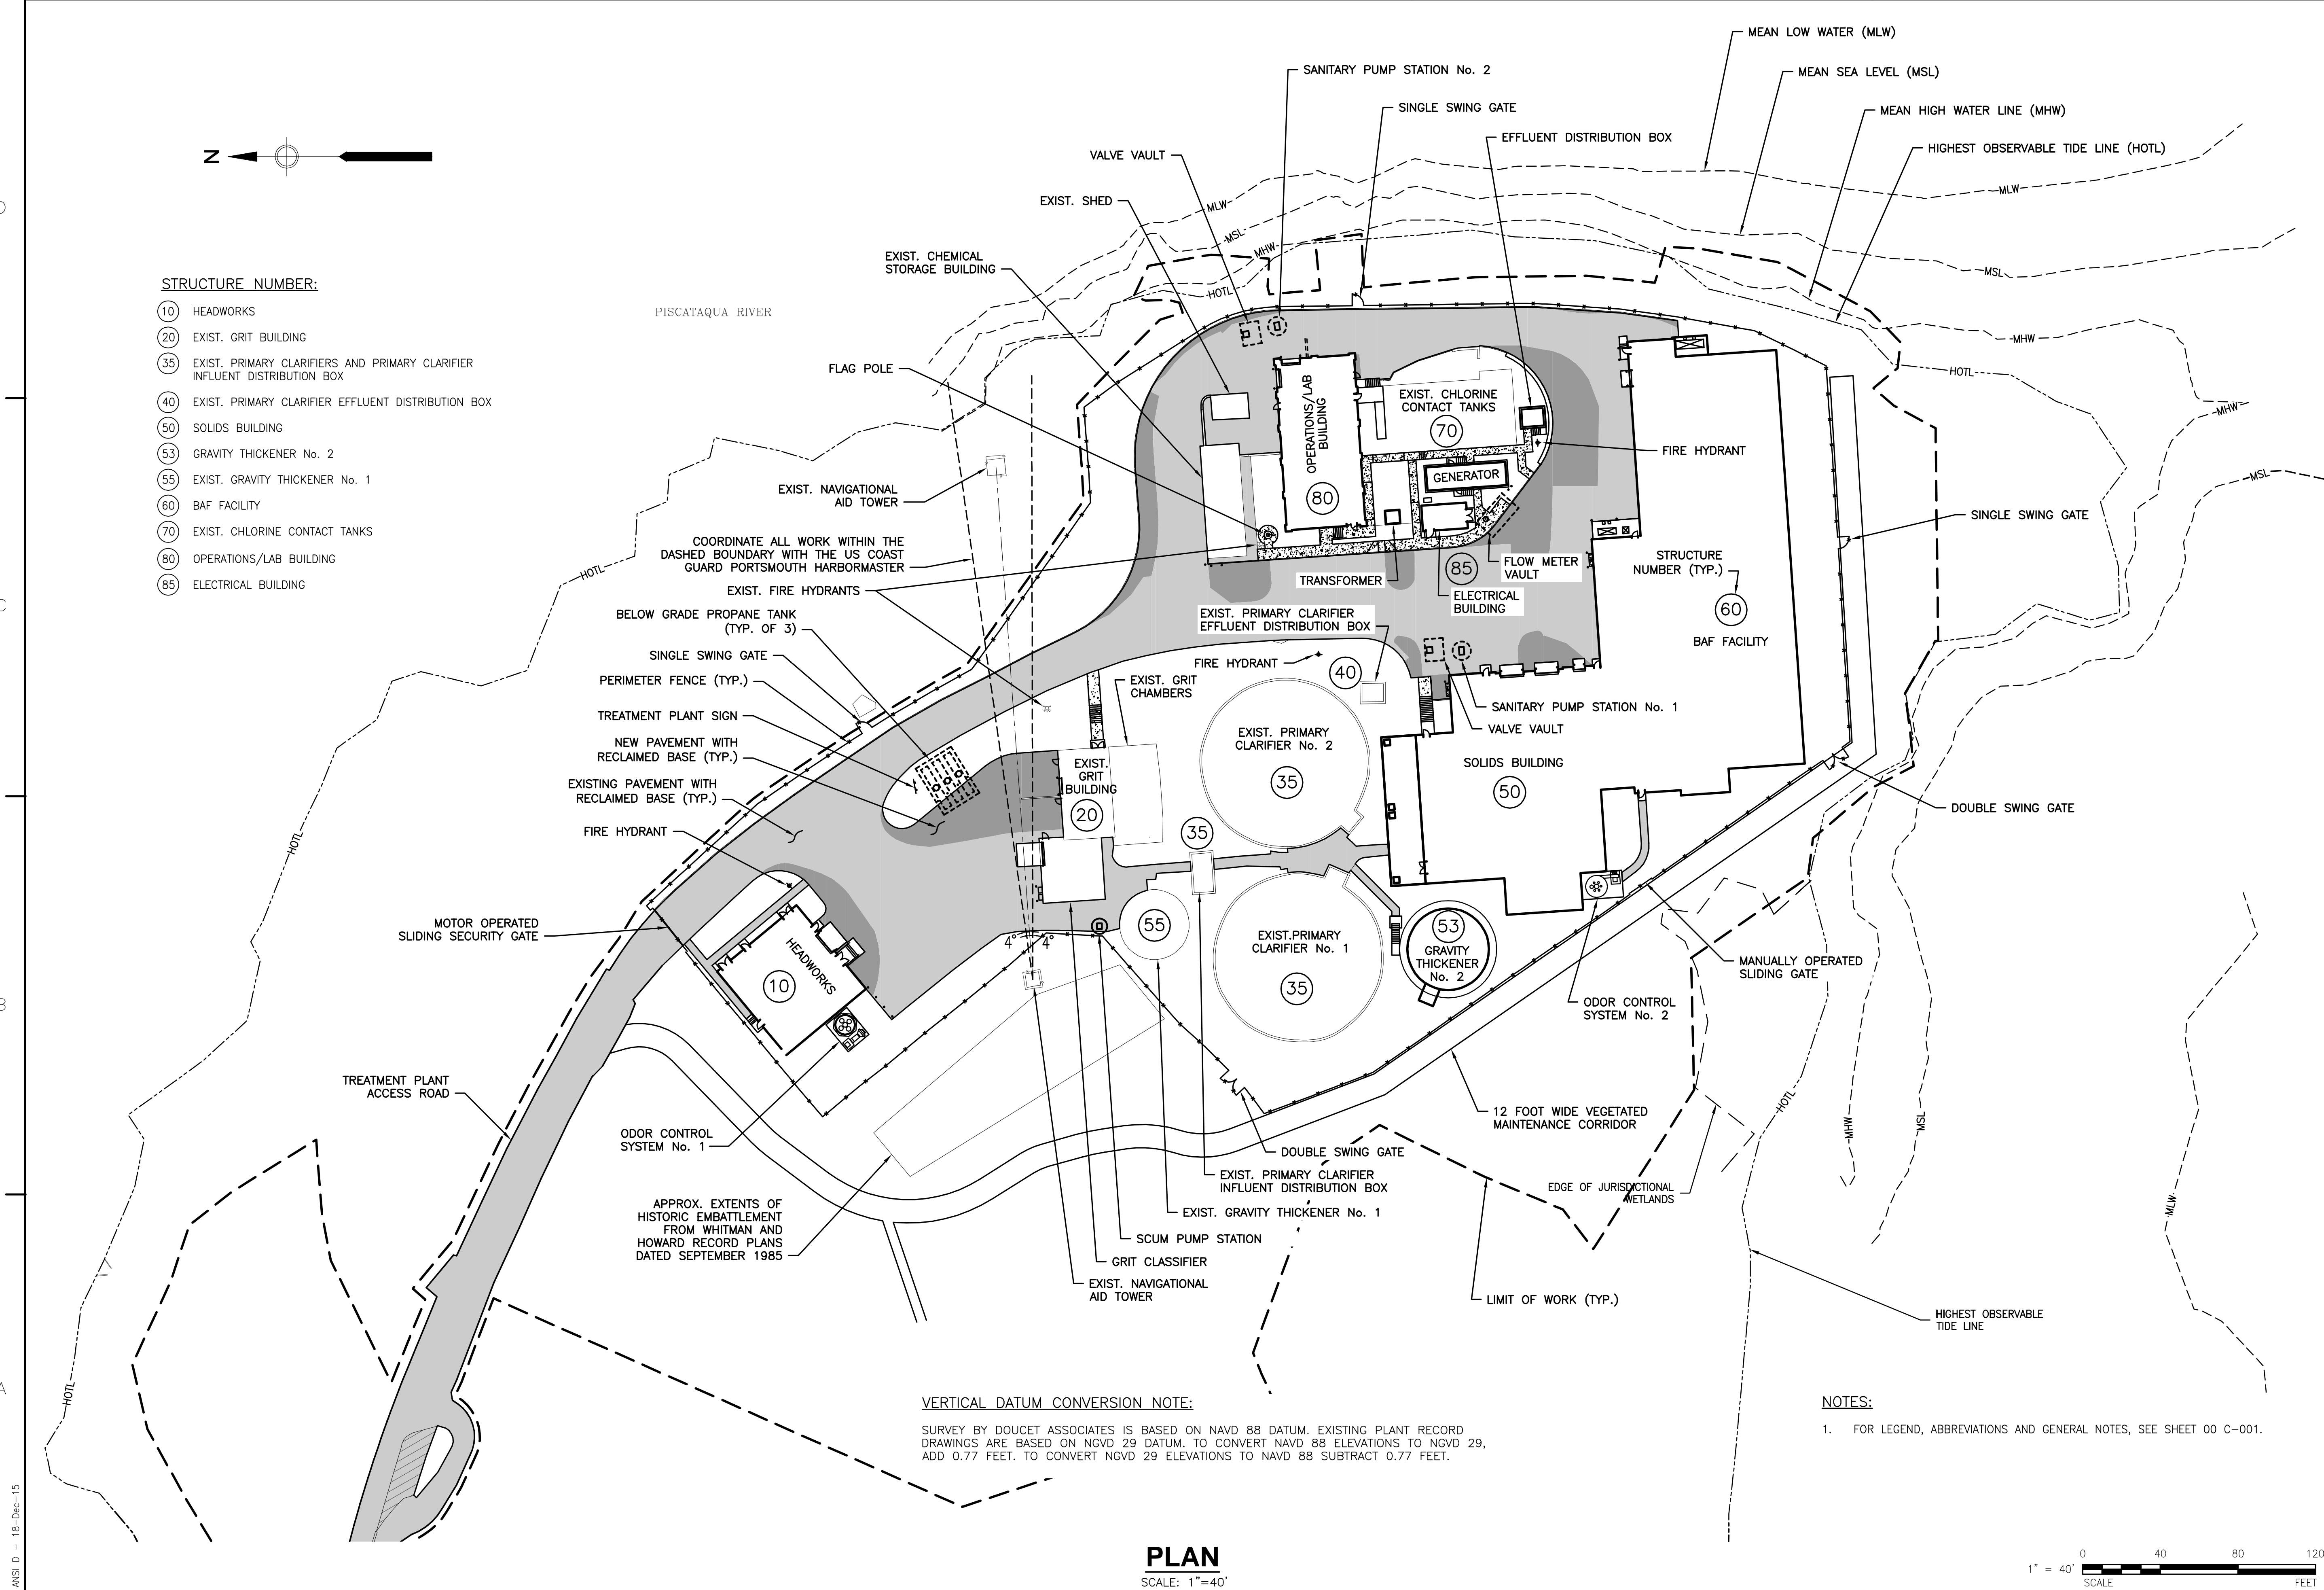 MEAN LOW WATER (MLW)
SANITARY PUMP STATION No. 2
MEAN SEA LEVEL (MSL)
SINGLE SWING GATE
MEAN HIGH WATER LINE (MHW)
EFFLUENT DISTRIBUTION BOX
HIGHEST OBSERVABLE TIDE LINE (HOTL)
VALVE VAULT
N
EXIST. SHED
MLW
MLW
MSL
MHW
EXIST. CHEMICAL
STORAGE BUILDING
MSL
HOTL
D
STRUCTURE NUMBER:
10 HEADWORKS
20 EXIST. GRIT BUILDING
35 EXIST. PRIMARY CLARIFIERS AND PRIMARY CLARIFIER
INFLUENT DISTRIBUTION BOX
40 EXIST. PRIMARY CLARIFIER EFFLUENT DISTRIBUTION BOX
50 SOLIDS BUILDING
53 GRAVITY THICKENER No. 2
55 EXIST. GRAVITY THICKENER No. 1
60 BAF FACILITY
70 EXIST. CHLORINE CONTACT TANKS
80 OPERATIONS/LAB BUILDING
85 ELECTRICAL BUILDING
PISCATAQUA RIVER
MHW
HOTL
MHW
MSL
FLAG POLE
OPERATIONS/LAB
BUILDING
80
EXIST. CHLORINE
CONTACT TANKS
70
FIRE HYDRANT
GENERATOR
EXIST. NAVIGATIONAL
AID TOWER
SINGLE SWING GATE
COORDINATE ALL WORK WITHIN THE
DASHED BOUNDARY WITH THE US COAST
GUARD PORTSMOUTH HARBORMASTER
STRUCTURE
NUMBER (TYP.)
60
BAF FACILITY
HOTL
EXIST. FIRE HYDRANTS
TRANSFORMER
85
FLOW METER
VAULT
ELECTRICAL
BUILDING
C
BELOW GRADE PROPANE TANK
(TYP. OF 3)
EXIST. PRIMARY CLARIFIER
EFFLUENT DISTRIBUTION BOX
SINGLE SWING GATE
FIRE HYDRANT
40
PERIMETER FENCE (TYP.)
EXIST. GRIT
CHAMBERS
SANITARY PUMP STATION No. 1
VALVE VAULT
TREATMENT PLANT SIGN
NEW PAVEMENT WITH
RECLAIMED BASE (TYP.)
EXIST. PRIMARY
CLARIFIER No. 2
35
EXIST.
GRIT
BUILDING
20
SOLIDS BUILDING
50
EXISTING PAVEMENT WITH
RECLAIMED BASE (TYP.)
DOUBLE SWING GATE
FIRE HYDRANT
35
HOTL
MOTOR OPERATED
SLIDING SECURITY GATE
HEADWORKS
10
4°
4°
55
EXIST.PRIMARY
CLARIFIER No. 1
35
53
GRAVITY
THICKENER
No. 2
MANUALLY OPERATED
SLIDING GATE
ODOR CONTROL
SYSTEM No. 2
B
TREATMENT PLANT
ACCESS ROAD
12 FOOT WIDE VEGETATED
MAINTENANCE CORRIDOR
HOTL
MHW
MSL
ODOR CONTROL
SYSTEM No. 1
DOUBLE SWING GATE
EXIST. PRIMARY CLARIFIER
INFLUENT DISTRIBUTION BOX
EDGE OF JURISDICTIONAL
WETLANDS
MLW
APPROX. EXTENTS OF
HISTORIC EMBATTLEMENT
FROM WHITMAN AND
HOWARD RECORD PLANS
DATED SEPTEMBER 1985
EXIST. GRAVITY THICKENER No. 1
SCUM PUMP STATION
GRIT CLASSIFIER
EXIST. NAVIGATIONAL
AID TOWER
LIMIT OF WORK (TYP.)
HIGHEST OBSERVABLE
TIDE LINE
A
HOTL
VERTICAL DATUM CONVERSION NOTE:
SURVEY BY DOUCET ASSOCIATES IS BASED ON NAVD 88 DATUM. EXISTING PLANT RECORD
DRAWINGS ARE BASED ON NGVD 29 DATUM. TO CONVERT NAVD 88 ELEVATIONS TO NGVD 29,
ADD 0.77 FEET. TO CONVERT NGVD 29 ELEVATIONS TO NAVD 88 SUBTRACT 0.77 FEET.
NOTES:
1. FOR LEGEND, ABBREVIATIONS AND GENERAL NOTES, SEE SHEET 00 C-001.
ANSI D - 18-Dec-15
PLAN
SCALE: 1"=40'
1" = 40'
0 40 80 120
SCALE FEET